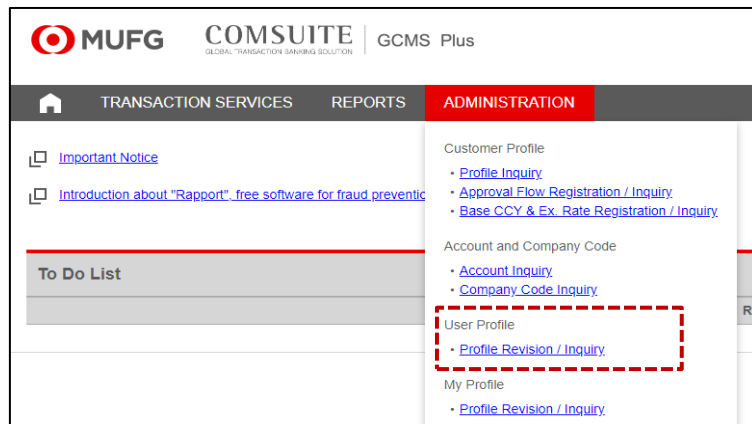 MUFG COMSUITE GCMS Plus
GLOBAL TRANSACTION BANKING SOLUTION
TRANSACTION SERVICES REPORTS ADMINISTRATION
Important Notice
Introduction about "Rapport", free software for fraud preventic
Customer Profile
• Profile Inquiry
• Approval Flow Registration / Inquiry
• Base CCY & Ex. Rate Registration / Inquiry
Account and Company Code
• Account Inquiry
• Company Code Inquiry
To Do List
R
User Profile
• Profile Revision / Inquiry
My Profile
• Profile Revision / Inquiry